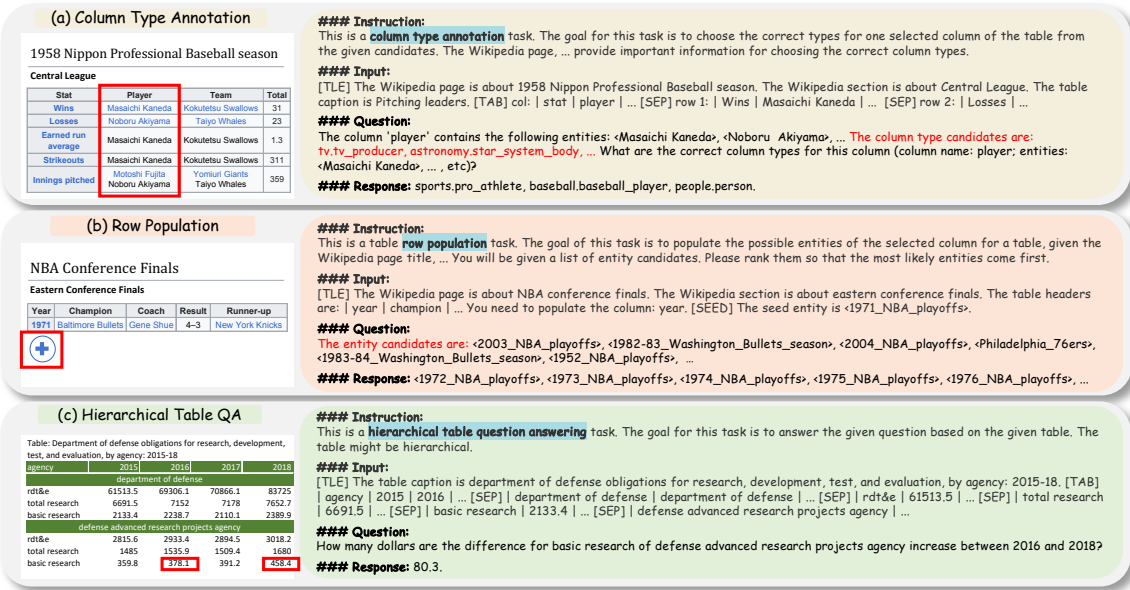 (a) Column Type Annotation
1958 Nippon Professional Baseball season
Central League
Stat Player Team Total
Wins Masaichi Kaneda Kokutetsu Swallows 31
Losses Noboru Akiyama Taiyo Whales 23
Earned run average Masaichi Kaneda Kokutetsu Swallows 1.3
Strikeouts Masaichi Kaneda Kokutetsu Swallows 311
Innings pitched Motoshi Fujita Yomiuri Giants 359
Noboru Akiyama Taiyo Whales
### Instruction:
This is a column type annotation task. The goal for this task is to choose the correct types for one selected column of the table from
the given candidates. The Wikipedia page, ... provide important information for choosing the correct column types.
### Input:
[TLE] The Wikipedia page is about 1958 Nippon Professional Baseball season. The Wikipedia section is about Central League. The table
caption is Pitching leaders. [TAB] col: | stat | player | ... [SEP] row 1: | Wins | Masaichi Kaneda | ... [SEP] row 2: | Losses | ...
### Question:
The column 'player' contains the following entities: <Masaichi Kaneda>, <Noboru Akiyama>, ... The column type candidates are:
tv.tv_producer, astronomy.star_system_body, ... What are the correct column types for this column (column name: player; entities:
<Masaichi Kaneda>, ... , etc)?
### Response: sports.pro_athlete, baseball.baseball_player, people.person.
(b) Row Population
NBA Conference Finals
Eastern Conference Finals
Year Champion Coach Result Runner-up
1971 Baltimore Bullets Gene Shue 4–3 New York Knicks
### Instruction:
This is a table row population task. The goal of this task is to populate the possible entities of the selected column for a table, given the
Wikipedia page title, ... You will be given a list of entity candidates. Please rank them so that the most likely entities come first.
### Input:
[TLE] The Wikipedia page is about NBA conference finals. The Wikipedia section is about eastern conference finals. The table headers
are: | year | champion | ... You need to populate the column: year. [SEED] The seed entity is <1971_NBA_playoffs>.
### Question:
The entity candidates are: <2003_NBA_playoffs>, <1982-83_Washington_Bullets_season>, <2004_NBA_playoffs>, <Philadelphia_76ers>,
<1983-84_Washington_Bullets_season>, <1952_NBA_playoffs>, ...
### Response: <1972_NBA_playoffs>, <1973_NBA_playoffs>, <1974_NBA_playoffs>, <1975_NBA_playoffs>, <1976_NBA_playoffs>, ...
(c) Hierarchical Table QA
Table: Department of defense obligations for research, development,
test, and evaluation, by agency: 2015-18
agency 2015 2016 2017 2018
department of defense
rdt&e 61513.5 69306.1 70866.1 83725
total research 6691.5 7152 7178 7652.7
basic research 2133.4 2238.7 2110.1 2389.9
defense advanced research projects agency
rdt&e 2815.6 2933.4 2894.5 3018.2
total research 1485 1535.9 1509.4 1680
basic research 359.8 378.1 391.2 458.4
### Instruction:
This is a hierarchical table question answering task. The goal for this task is to answer the given question based on the given table. The
table might be hierarchical.
### Input:
[TLE] The table caption is department of defense obligations for research, development, test, and evaluation, by agency: 2015-18. [TAB]
| agency | 2015 | 2016 | ... [SEP] | department of defense | department of defense | ... [SEP] | rdt&e | 61513.5 | ... [SEP] | total research
| 6691.5 | ... [SEP] | basic research | 2133.4 | ... [SEP] | defense advanced research projects agency | ...
### Question:
How many dollars are the difference for basic research of defense advanced research projects agency increase between 2016 and 2018?
### Response: 80.3.